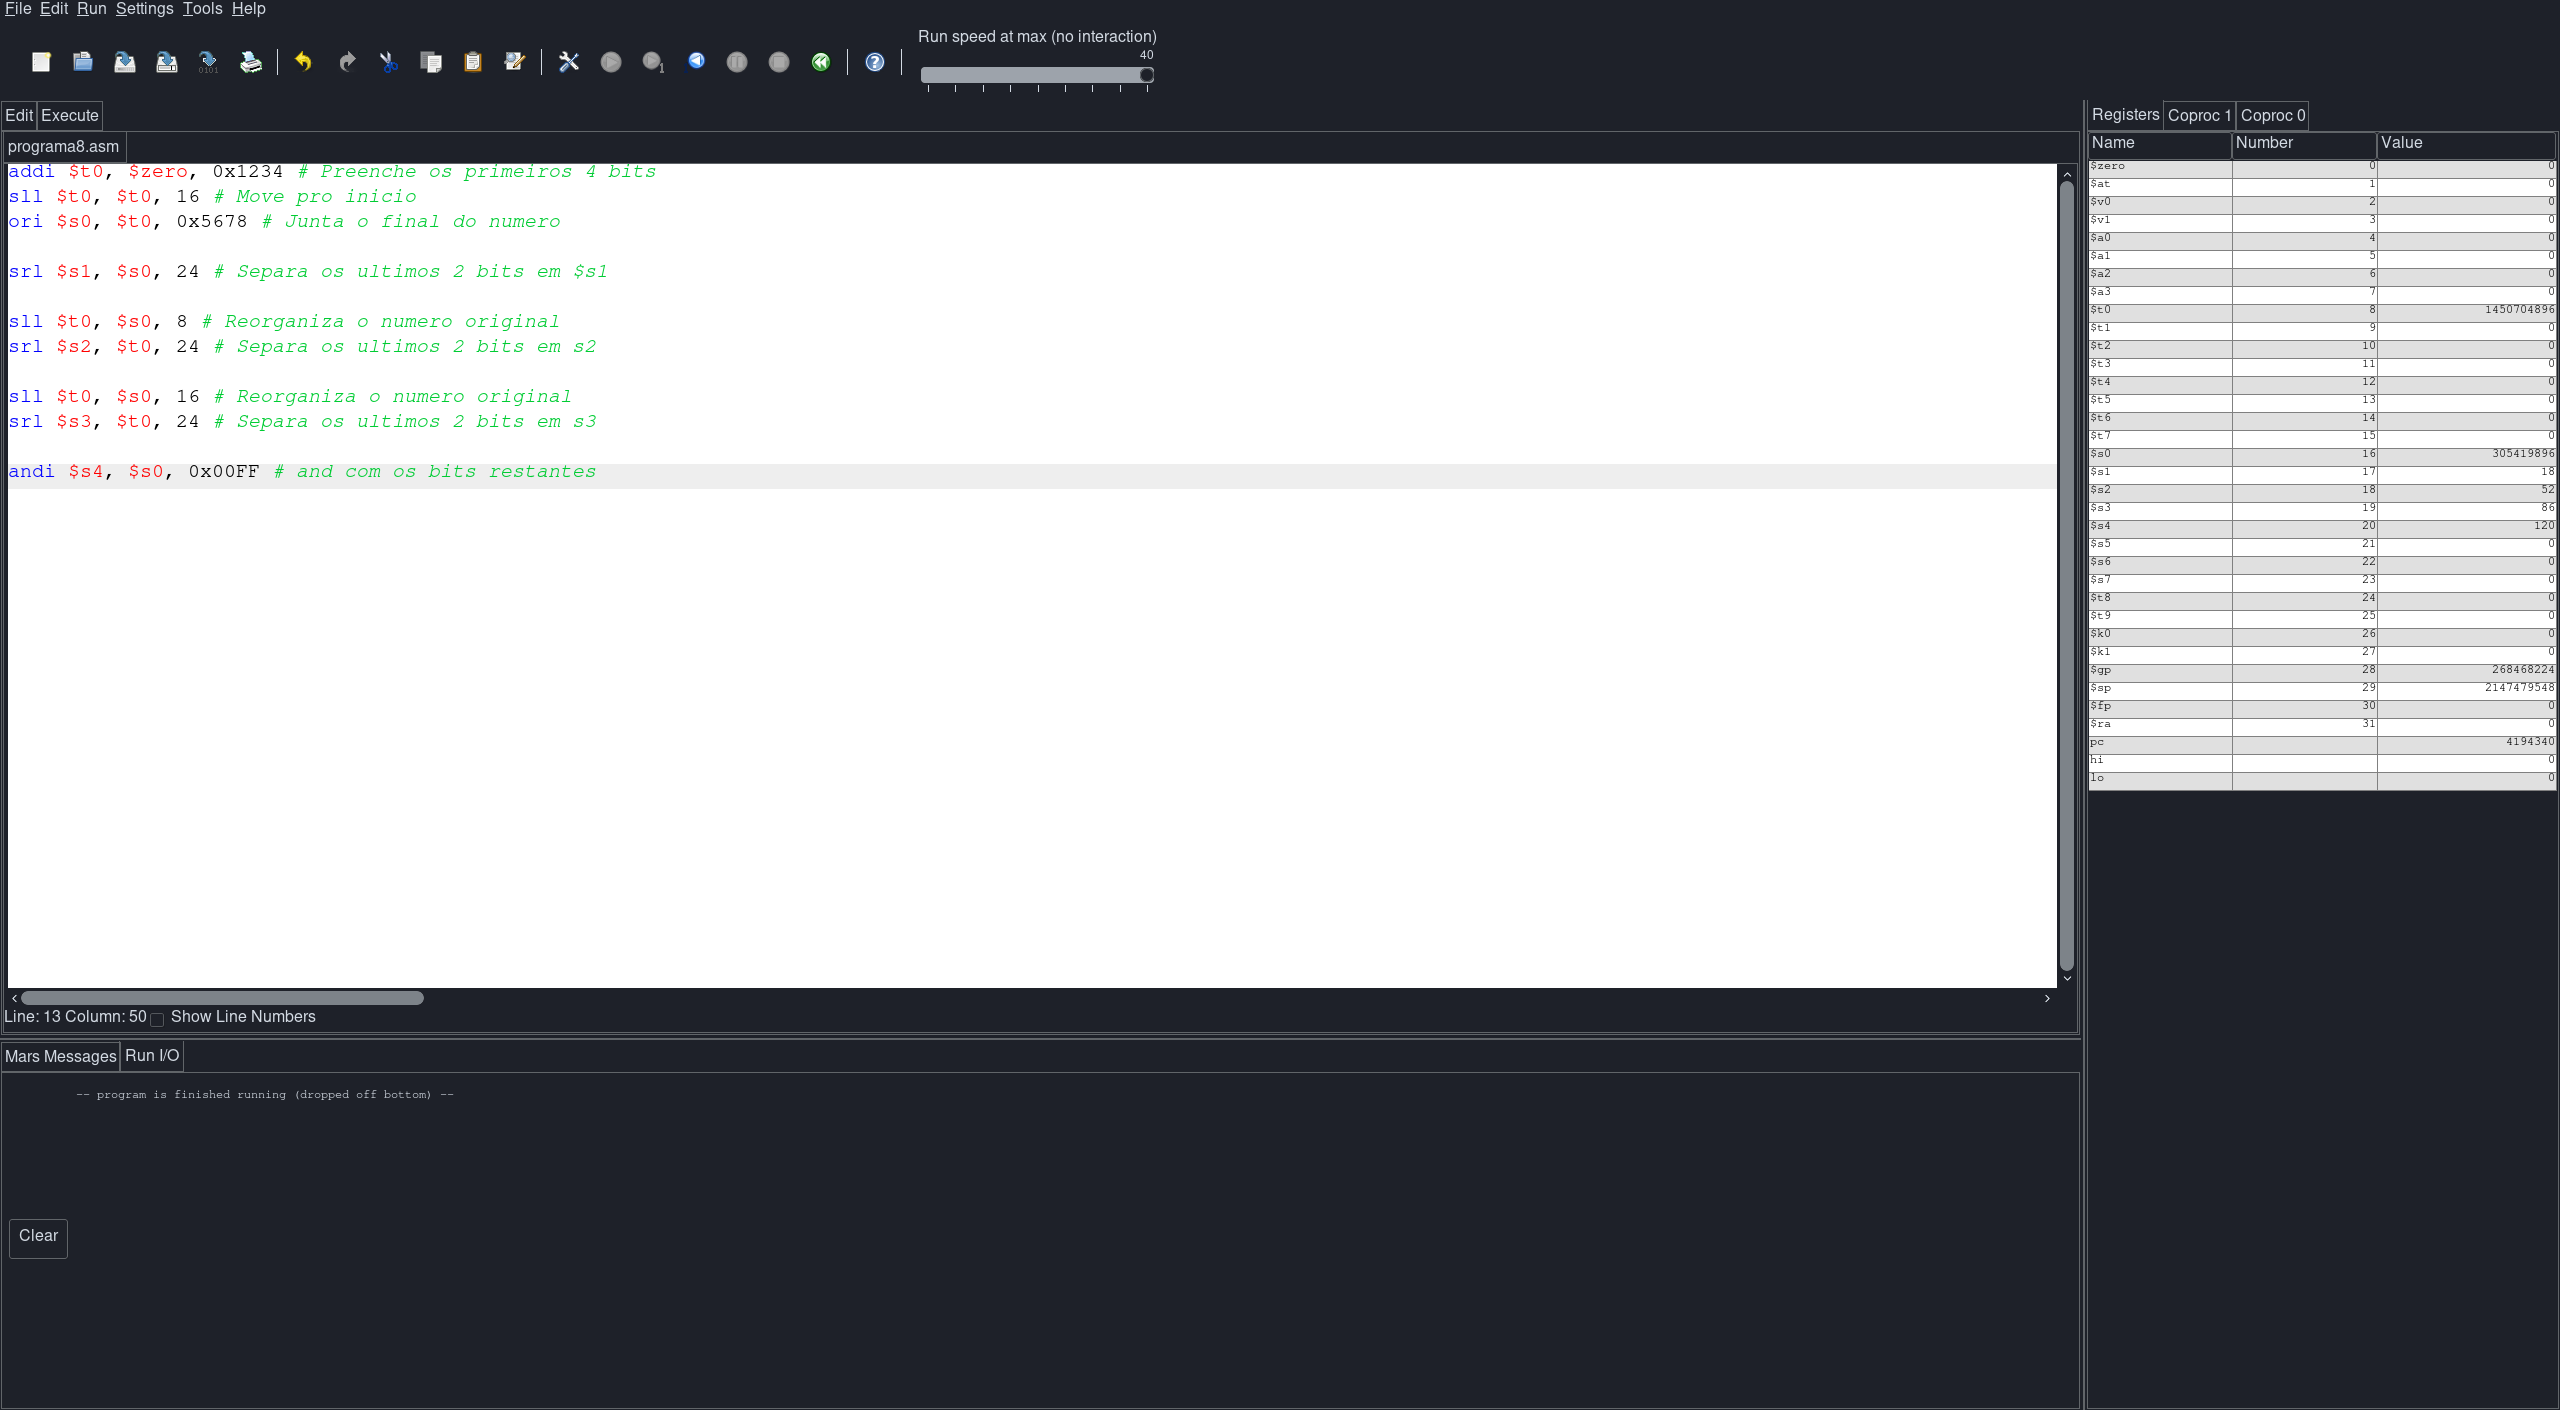 File Edit Run Settings Tools Help
Run speed at max (no interaction)
40
Edit Execute
programa8.asm
addi $t0, $zero, 0x1234 # Preenche os primeiros 4 bits
sll $t0, $t0, 16 # Move pro inicio
ori $s0, $t0, 0x5678 # Junta o final do numero
srl $s1, $s0, 24 # Separa os ultimos 2 bits em $s1
sll $t0, $s0, 8 # Reorganiza o numero original
srl $s2, $t0, 24 # Separa os ultimos 2 bits em s2
sll $t0, $s0, 16 # Reorganiza o numero original
srl $s3, $t0, 24 # Separa os ultimos 2 bits em s3
andi $s4, $s0, 0x00FF # and com os bits restantes
Line: 13 Column: 50 Show Line Numbers
Mars Messages Run I/O
-- program is finished running (dropped off bottom) --
Clear
Registers Coproc 1 Coproc 0
Name Number Value
$zero 0 0
$at 1 0
$v0 2 0
$v1 3 0
$a0 4 0
$a1 5 0
$a2 6 0
$a3 7 0
$t0 8 1450704896
$t1 9 0
$t2 10 0
$t3 11 0
$t4 12 0
$t5 13 0
$t6 14 0
$t7 15 0
$s0 16 305419896
$s1 17 18
$s2 18 52
$s3 19 86
$s4 20 120
$s5 21 0
$s6 22 0
$s7 23 0
$t8 24 0
$t9 25 0
$k0 26 0
$k1 27 0
$gp 28 268468224
$sp 29 2147479548
$fp 30 0
$ra 31 0
pc 4194340
hi 0
lo 0